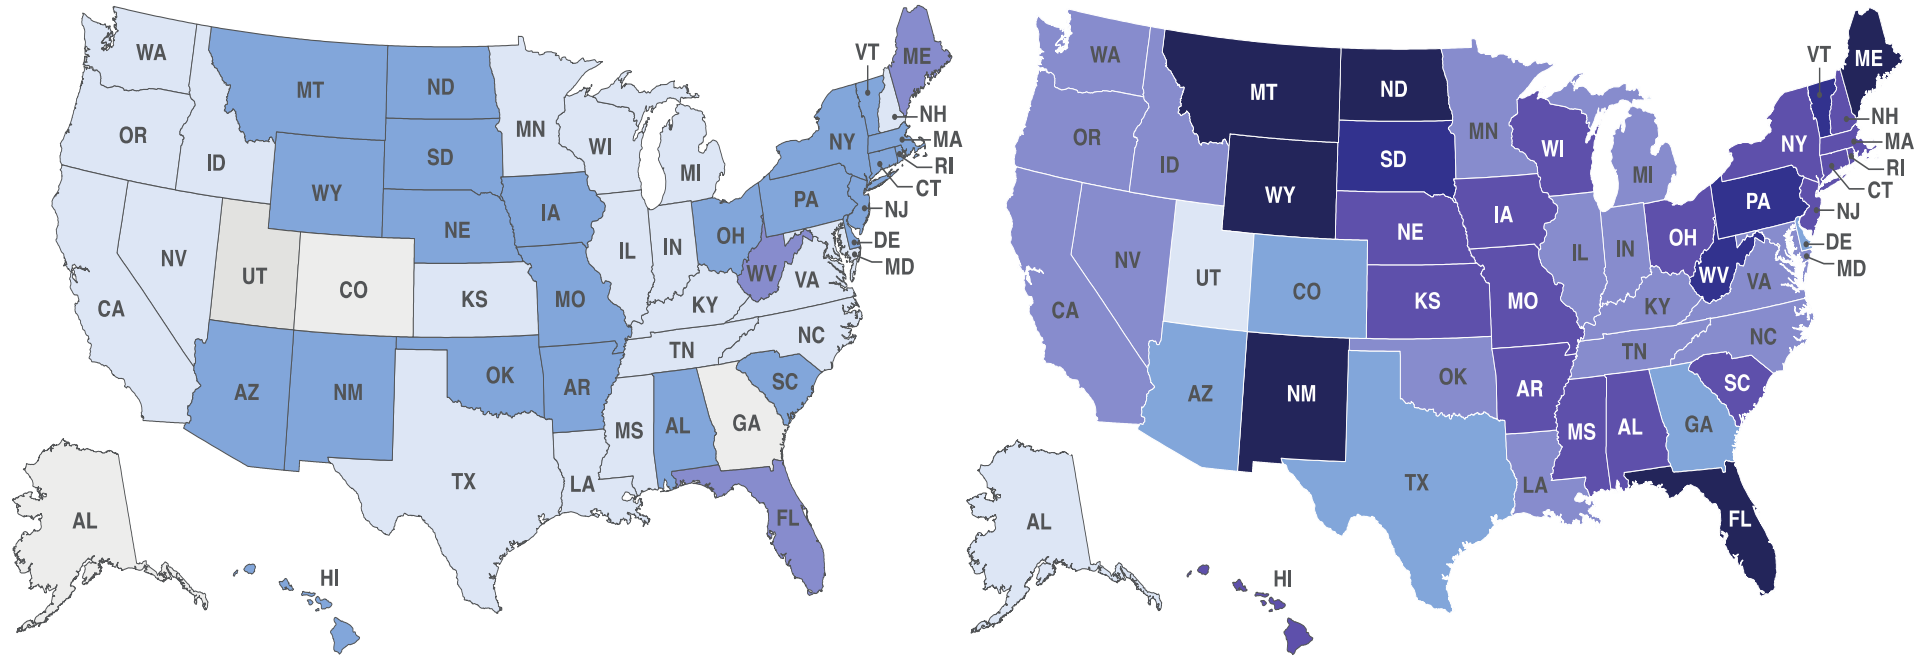 WA
MT
ND
MN
OR
ID
WY
SD
WI
MI
VT
ME
NH
NY
MA
RI
CT
NV
UT
CO
NE
IA
IL
IN
OH
PA
NJ
DE
MD
CA
KS
MO
KY
WV
VA
AZ
NM
OK
AR
TN
NC
SC
TX
LA
MS
AL
GA
FL
AL
HI
WA
MT
ND
MN
OR
ID
WY
SD
WI
MI
VT
ME
NH
NY
MA
RI
CT
NV
UT
CO
NE
IA
IL
IN
OH
PA
NJ
DE
MD
CA
KS
MO
KY
WV
VA
AZ
NM
OK
AR
TN
NC
SC
TX
LA
MS
AL
GA
FL
AL
HI